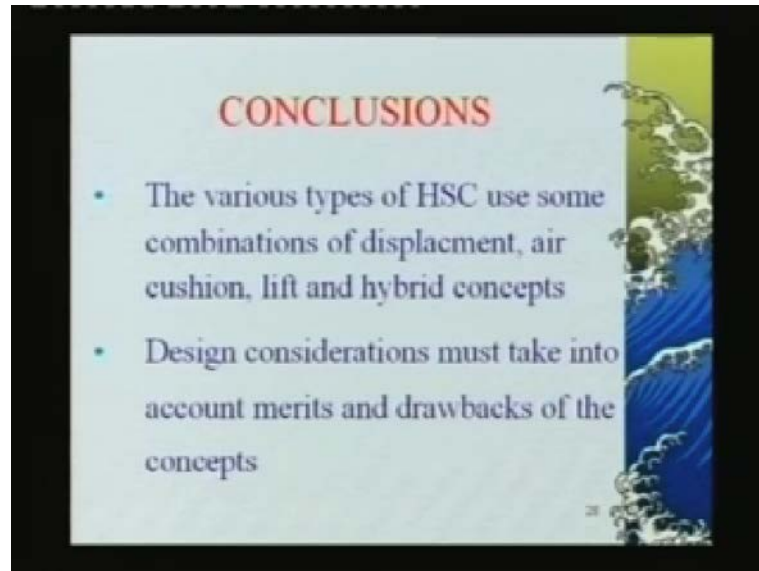 CONCLUSIONS
• The various types of HSC use some
combinations of displacment, air
cushion, lift and hybrid concepts
• Design considerations must take into
account merits and drawbacks of the
concepts
28